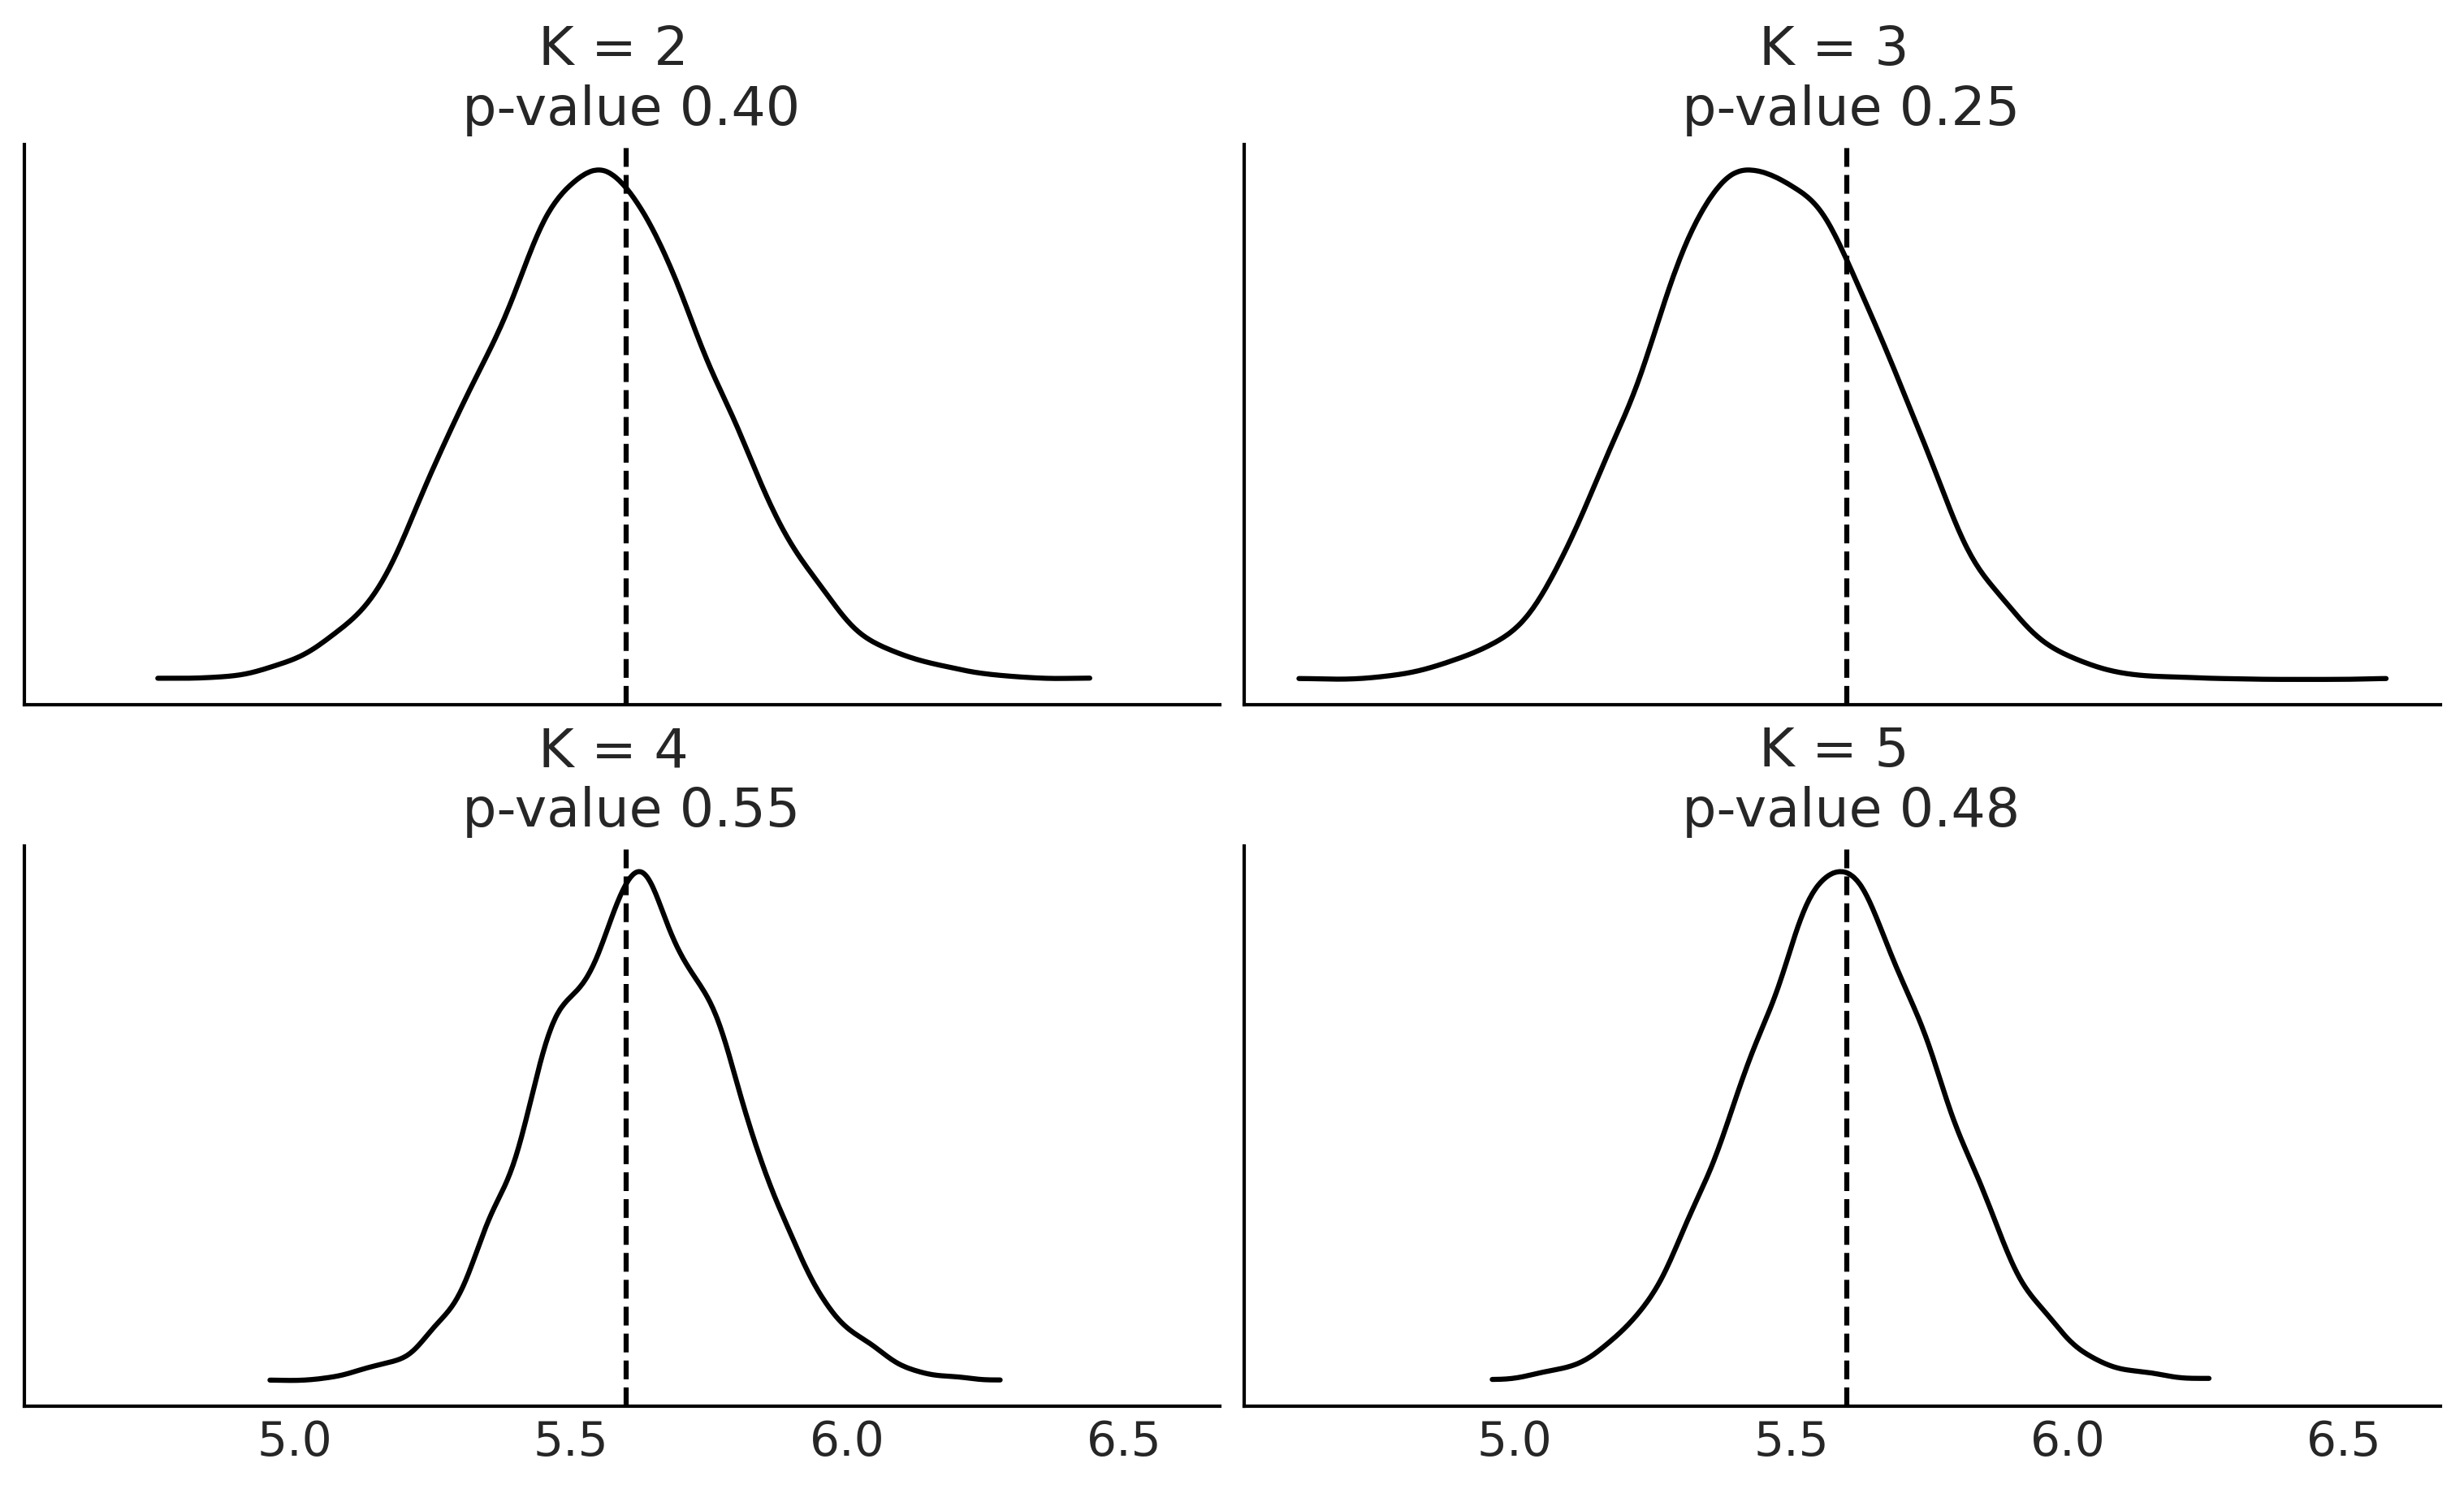 K = 2
p-value 0.40
K = 3
p-value 0.25
K = 4
p-value 0.55
K = 5
p-value 0.48
5.0 5.5 6.0 6.5
5.0 5.5 6.0 6.5